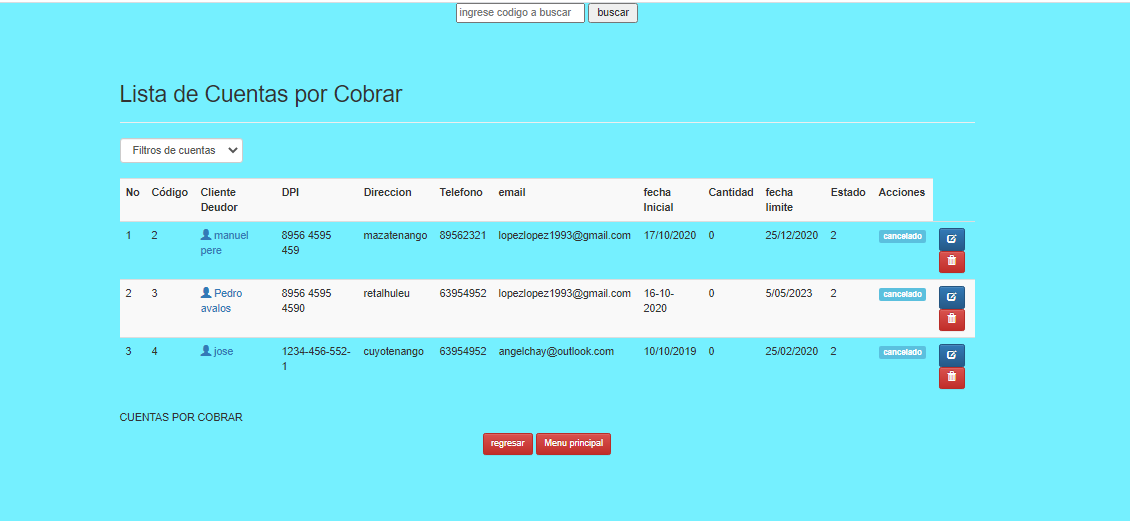 ingrese codigo a buscar buscar
Lista de Cuentas por Cobrar
Filtros de cuentas
No Código Cliente Deudor DPI Direccion Telefono email fecha Inicial Cantidad fecha limite Estado Acciones
1 2 manuel pere 8956 4595 459 mazatenango 89562321 lopezlopez1993@gmail.com 17/10/2020 0 25/12/2020 2 cancelado
2 3 Pedro avalos 8956 4595 4590 retalhuleu 63954952 lopezlopez1993@gmail.com 16-10-2020 0 5/05/2023 2 cancelado
3 4 jose 1234-456-552-1 cuyotenango 63954952 angelchay@outlook.com 10/10/2019 0 25/02/2020 2 cancelado
CUENTAS POR COBRAR
regresar Menu principal